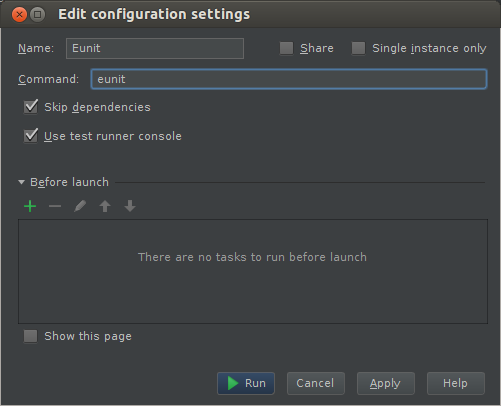 Edit configuration settings
Name: Eunit Share Single instance only
Command: eunit
Skip dependencies
Use test runner console
Before launch
There are no tasks to run before launch
Show this page
Run Cancel Apply Help